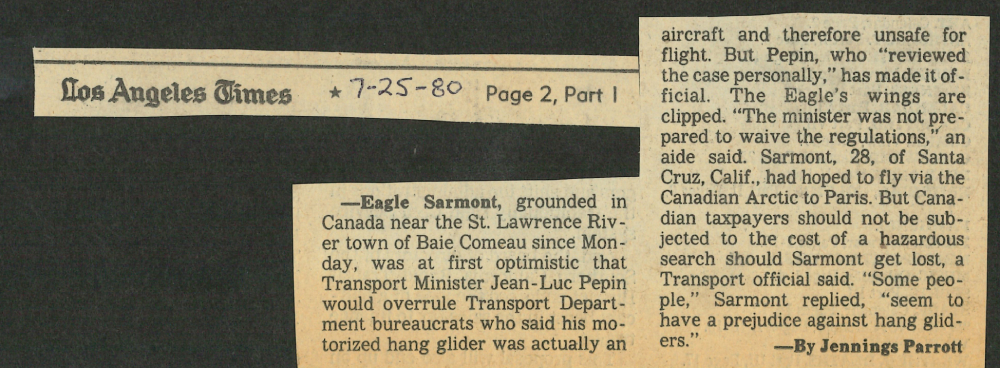 Los Angeles Times ★ 7-25-80 Page 2, Part I
—Eagle Sarmont, grounded in
Canada near the St. Lawrence Riv-
er town of Baie Comeau since Mon-
day, was at first optimistic that
Transport Minister Jean-Luc Pepin
would overrule Transport Depart-
ment bureaucrats who said his mo-
torized hang glider was actually an
aircraft and therefore unsafe for
flight. But Pepin, who “reviewed
the case personally,” has made it of-
ficial. The Eagle's wings are
clipped. “The minister was not pre-
pared to waive the regulations,” an
aide said. Sarmont, 28, of Santa
Cruz, Calif., had hoped to fly via the
Canadian Arctic to Paris. But Cana-
dian taxpayers should not be sub-
jected to the cost of a hazardous
search should Sarmont get lost, a
Transport official said. “Some peo-
ple,” Sarmont replied, “seem to
have a prejudice against hang glid-
ers.”
—By Jennings Parrott